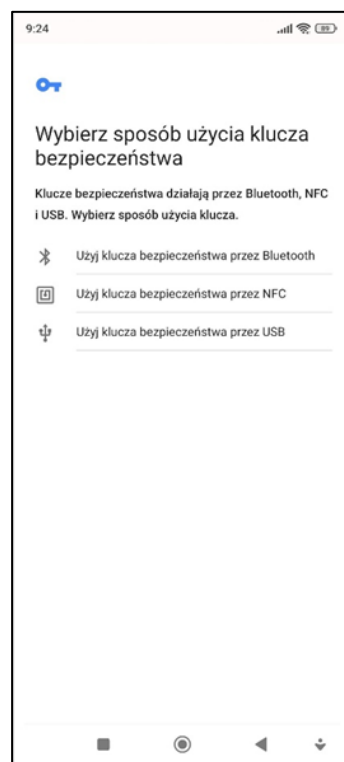 9:24
89
Wybierz sposób użycia klucza
bezpieczeństwa
Klucze bezpieczeństwa działają przez Bluetooth, NFC
i USB. Wybierz sposób użycia klucza.
Użyj klucza bezpieczeństwa przez Bluetooth
Użyj klucza bezpieczeństwa przez NFC
Użyj klucza bezpieczeństwa przez USB